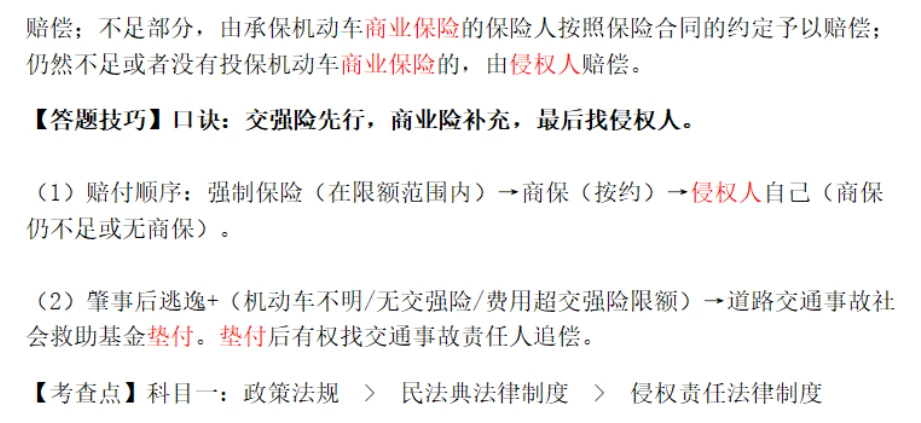 赔偿；不足部分，由承保机动车商业保险的保险人按照保险合同的约定予以赔偿；
仍然不足或者没有投保机动车商业保险的，由侵权人赔偿。
【答题技巧】口诀：交强险先行，商业险补充，最后找侵权人。
（1）赔付顺序：强制保险（在限额范围内）→商保（按约）→侵权人自己（商保
仍不足或无商保）。
（2）肇事后逃逸+（机动车不明/无交强险/费用超交强险限额）→道路交通事故社
会救助基金垫付。垫付后有权找交通事故责任人追偿。
【考查点】科目一：政策法规 > 民法典法律制度 > 侵权责任法律制度